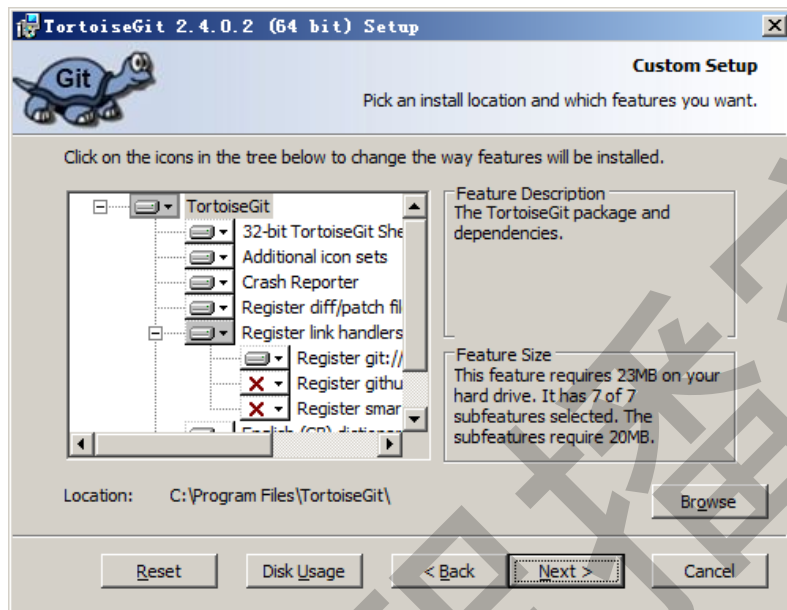 TortoiseGit 2.4.0.2 (64 bit) Setup
Git
Custom Setup
Pick an install location and which features you want.
Click on the icons in the tree below to change the way features will be installed.
TortoiseGit
32-bit TortoiseGit She
Additional icon sets
Crash Reporter
Register diff/patch fil
Register link handlers
Register git://
Register githu
Register smar
English (GB) dictionar
Feature Description
The TortoiseGit package and
dependencies.
Feature Size
This feature requires 23MB on your
hard drive. It has 7 of 7
subfeatures selected. The
subfeatures require 20MB.
Location: C:\Program Files\TortoiseGit\
Browse
Reset Disk Usage < Back Next > Cancel